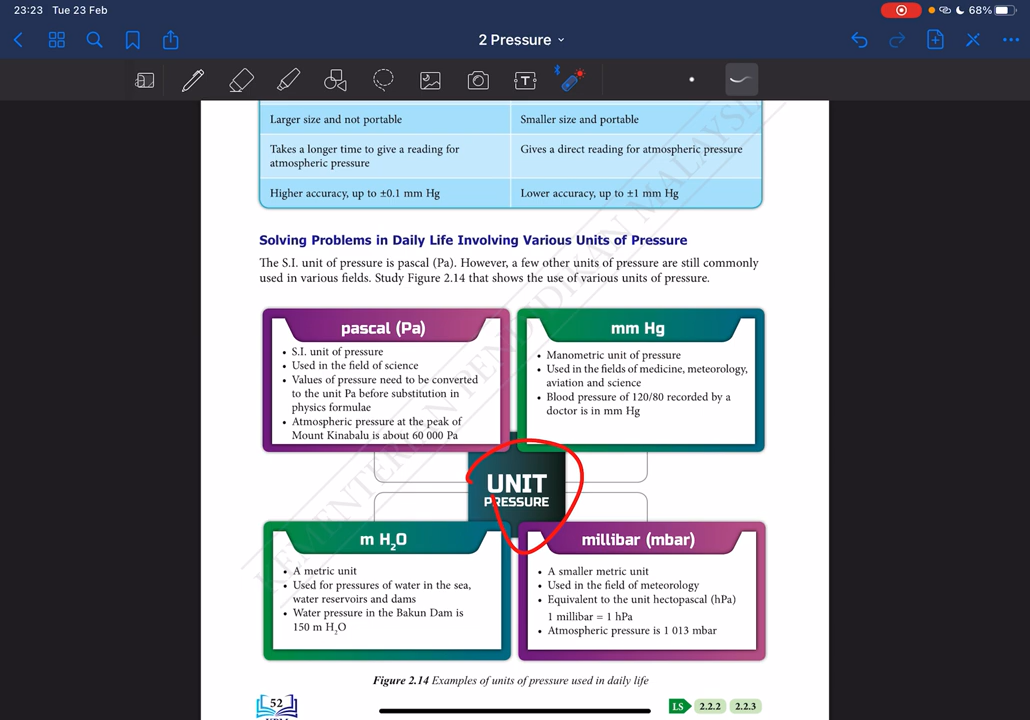 23:23 Tue 23 Feb
68%
2 Pressure
T
Larger size and not portable
Smaller size and portable
Takes a longer time to give a reading for
atmospheric pressure
Gives a direct reading for atmospheric pressure
Higher accuracy, up to ±0.1 mm Hg
Lower accuracy, up to ±1 mm Hg
Solving Problems in Daily Life Involving Various Units of Pressure
The S.I. unit of pressure is pascal (Pa). However, a few other units of pressure are still commonly
used in various fields. Study Figure 2.14 that shows the use of various units of pressure.
pascal (Pa)
• S.I. unit of pressure
• Used in the field of science
• Values of pressure need to be converted
to the unit Pa before substitution in
physics formulae
• Atmospheric pressure at the peak of
Mount Kinabalu is about 60 000 Pa
mm Hg
• Manometric unit of pressure
• Used in the fields of medicine, meteorology,
aviation and science
• Blood pressure of 120/80 recorded by a
doctor is in mm Hg
UNIT
PRESSURE
m H₂O
• A metric unit
• Used for pressures of water in the sea,
water reservoirs and dams
• Water pressure in the Bakun Dam is
150 m H₂O
millibar (mbar)
• A smaller metric unit
• Used in the field of meteorology
• Equivalent to the unit hectopascal (hPa)
1 millibar = 1 hPa
• Atmospheric pressure is 1 013 mbar
Figure 2.14 Examples of units of pressure used in daily life
52
KPM
LS 2.2.2 2.2.3
KEMENTERIAN PENDIDIKAN MALAYSIA